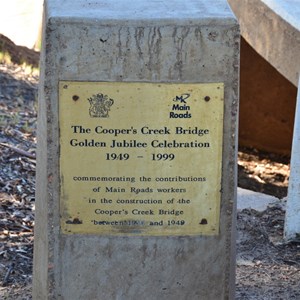 Main
Roads
The Cooper's Creek Bridge
Golden Jubilee Celebration
1949 - 1999
commemorating the contributions
of Main Roads workers
in the construction of the
Cooper's Creek Bridge
between and 1949